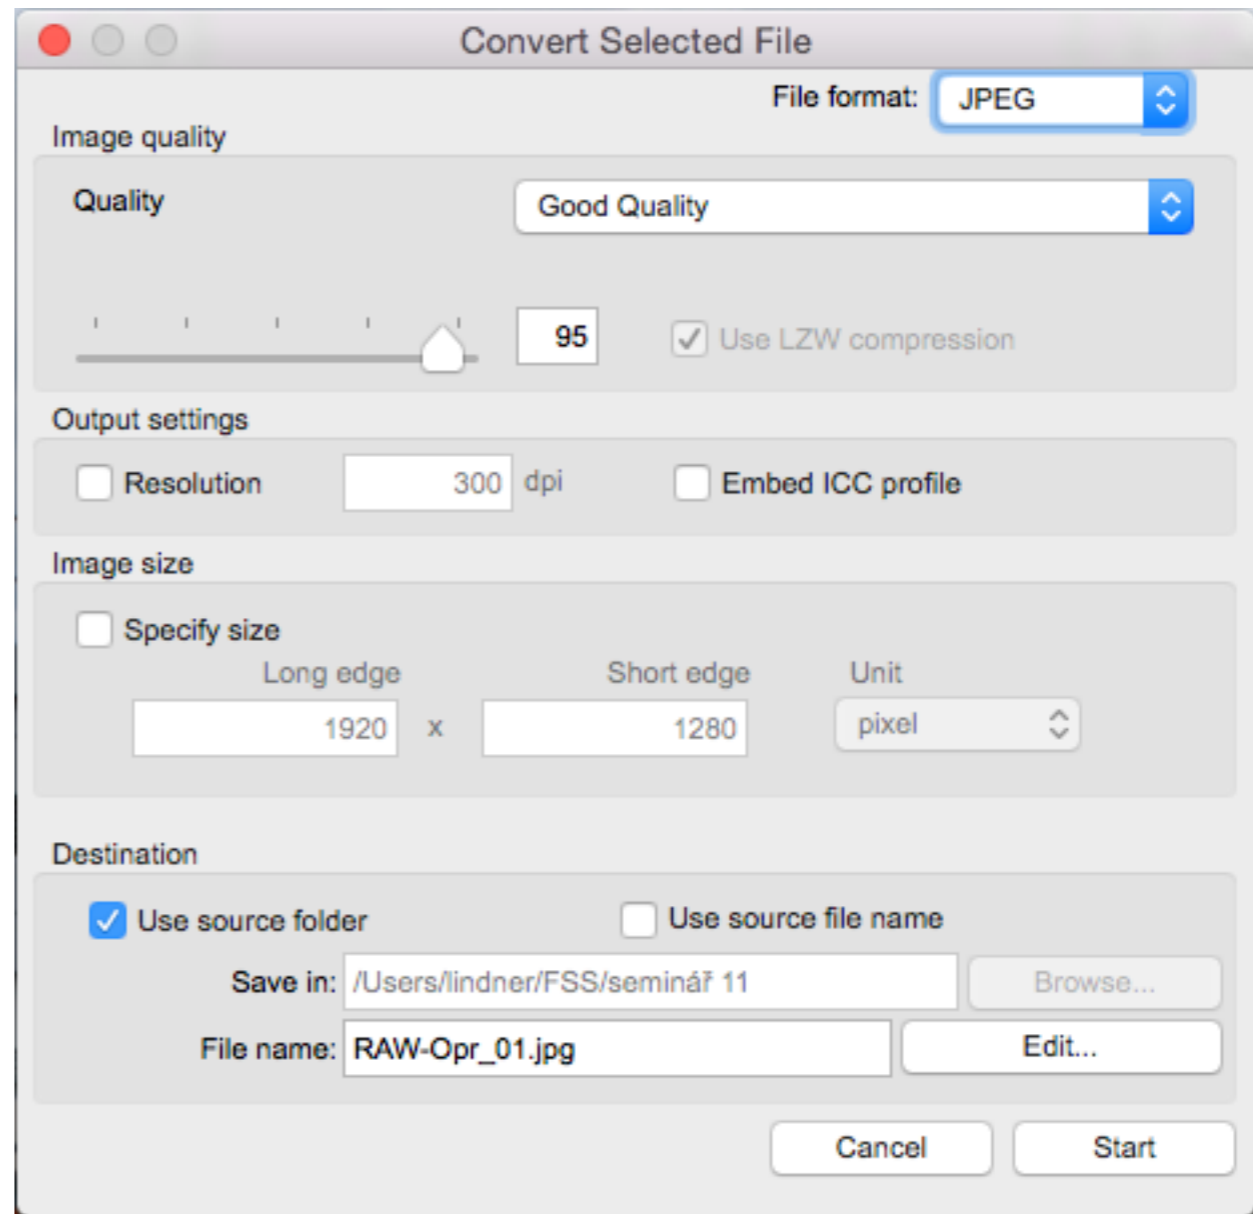 Convert Selected File
File format: JPEG
Image quality
Quality Good Quality
95 Use LZW compression
Output settings
Resolution 300 dpi Embed ICC profile
Image size
Specify size
Long edge Short edge Unit
1920 x 1280 pixel
Destination
Use source folder Use source file name
Save in: /Users/lindner/FSS/seminář 11 Browse...
File name: RAW-Opr_01.jpg Edit...
Cancel Start